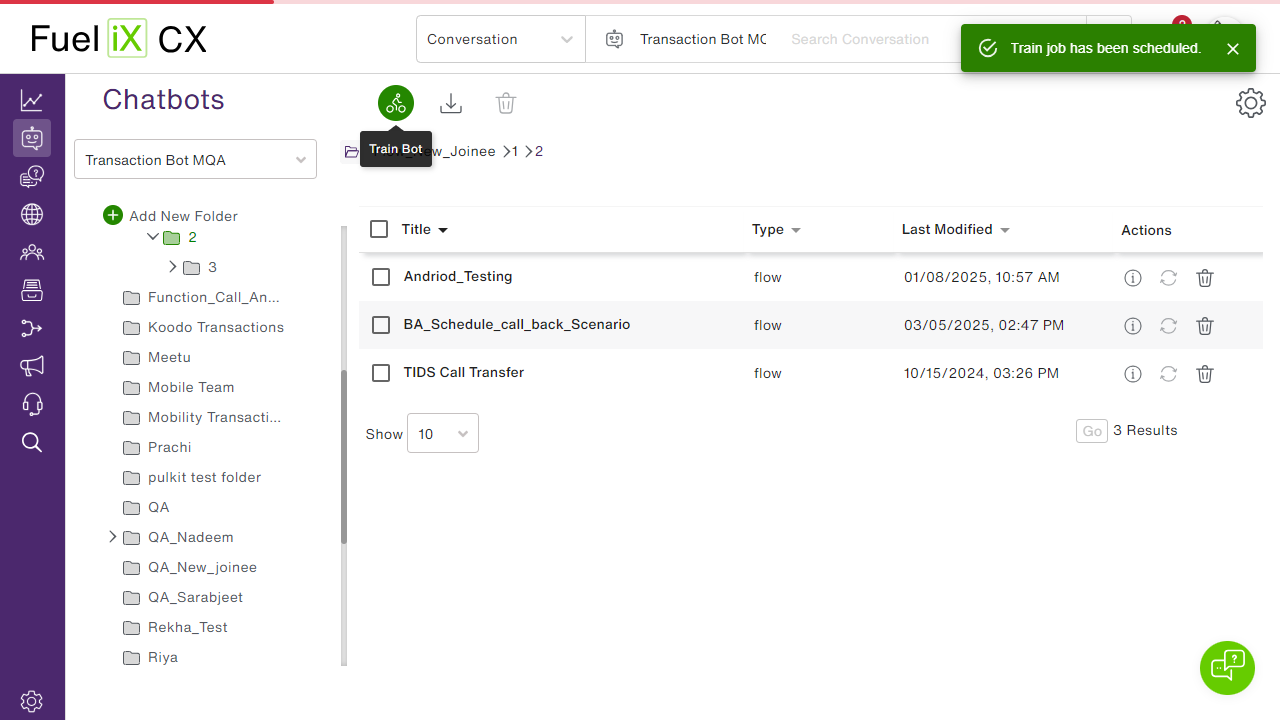 Fuel iX CX
Conversation
Transaction Bot MQ
Search Conversation
Train job has been scheduled.
Chatbots
Train Bot
New_Joinee
1
2
Transaction Bot MQA
Add New Folder
2
3
Function_Call_An...
Koodo Transactions
Meetu
Mobile Team
Mobility Transacti...
Prachi
pulkit test folder
QA
QA_Nadeem
QA_New_joinee
QA_Sarabjeet
Rekha_Test
Riya
Title
Type
Last Modified
Actions
Andriod_Testing
flow
01/08/2025, 10:57 AM
BA_Schedule_call_back_Scenario
flow
03/05/2025, 02:47 PM
TIDS Call Transfer
flow
10/15/2024, 03:26 PM
Show
10
Go
3 Results